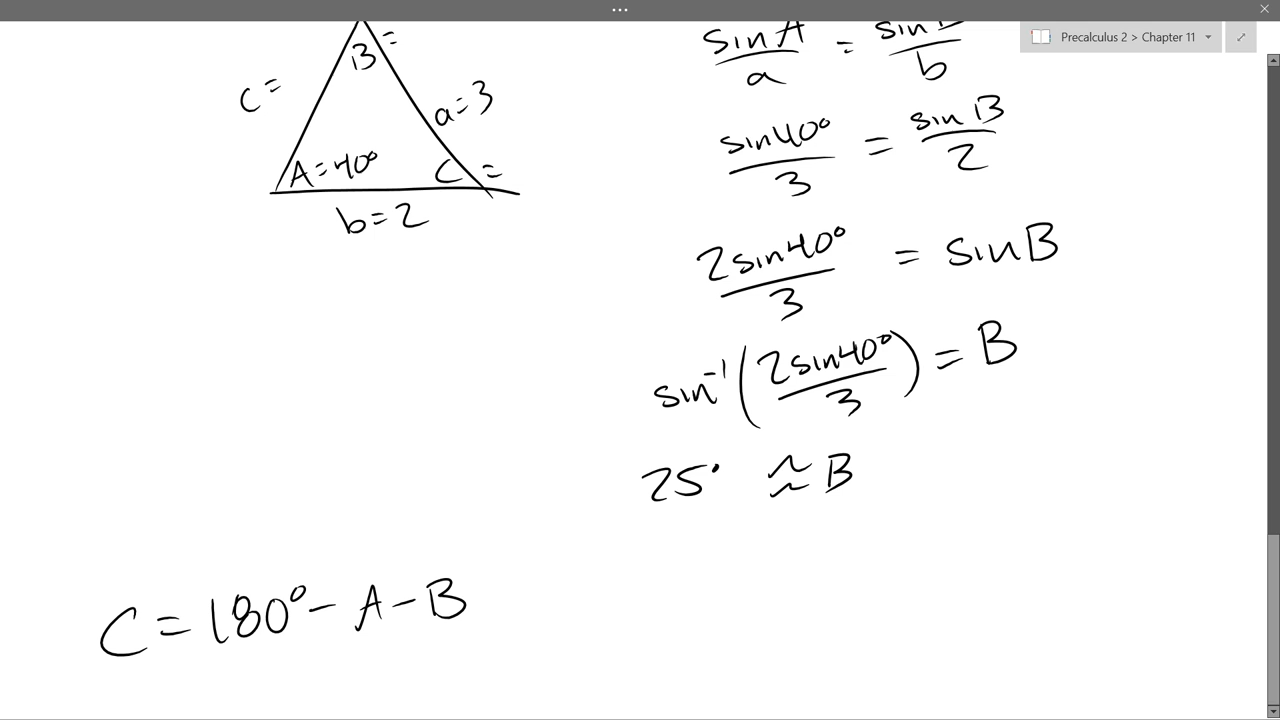 Precalculus 2 > Chapter 11
B =
c =
a = 3
A = 40°
C =
b = 2
sin A / a = sin B / b
sin 40° / 3 = sin B / 2
2 sin 40° / 3 = sin B
sin⁻¹ ( 2 sin 40° / 3 ) = B
25° ≈ B
C = 180° - A - B